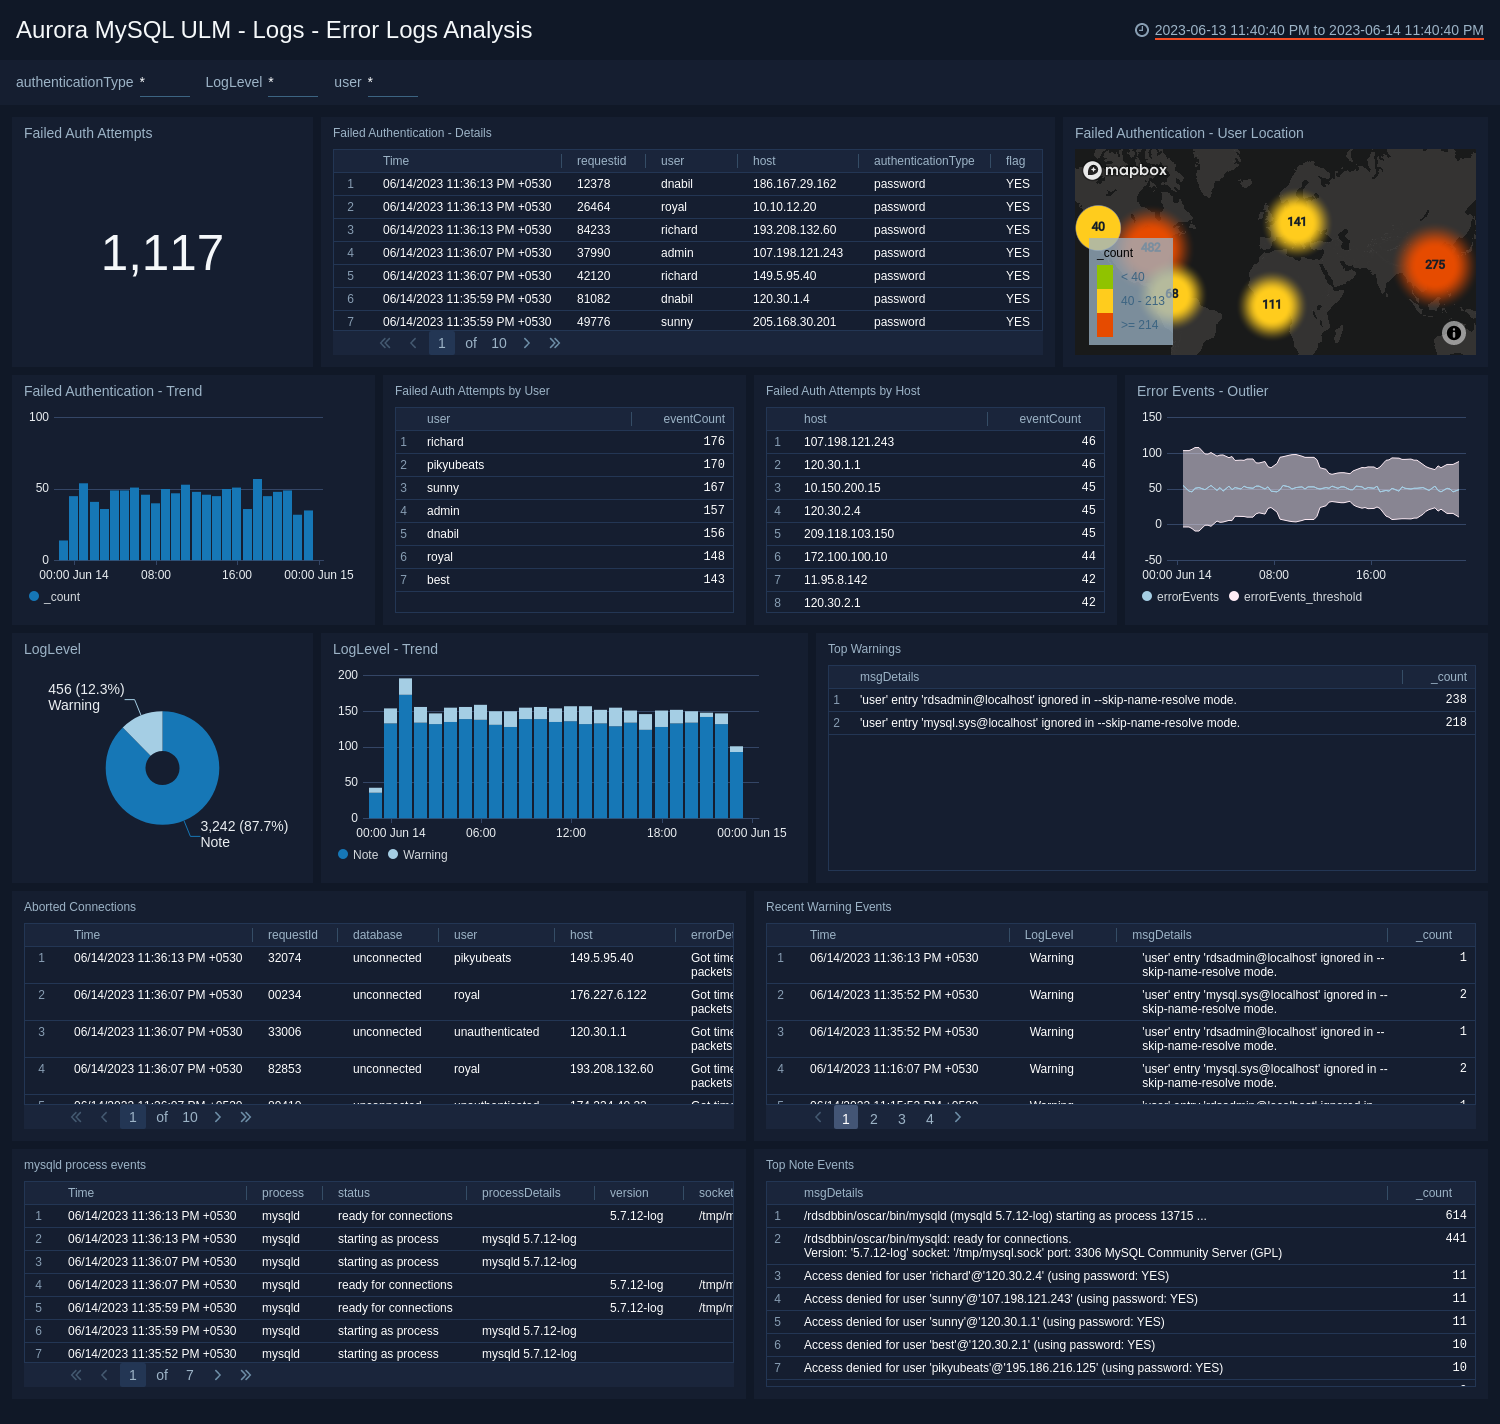 Aurora MySQL ULM - Logs - Error Logs Analysis
2023-06-13 11:40:40 PM to 2023-06-14 11:40:40 PM
authenticationType * LogLevel * user *
Failed Auth Attempts
1,117
Failed Authentication - Details
Time requestid user host authenticationType flag
1 06/14/2023 11:36:13 PM +0530 12378 dnabil 186.167.29.162 password YES
2 06/14/2023 11:36:13 PM +0530 26464 royal 10.10.12.20 password YES
3 06/14/2023 11:36:13 PM +0530 84233 richard 193.208.132.60 password YES
4 06/14/2023 11:36:07 PM +0530 37990 admin 107.198.121.243 password YES
5 06/14/2023 11:36:07 PM +0530 42120 richard 149.5.95.40 password YES
6 06/14/2023 11:35:59 PM +0530 81082 dnabil 120.30.1.4 password YES
7 06/14/2023 11:35:59 PM +0530 49776 sunny 205.168.30.201 password YES
1 of 10
Failed Authentication - User Location
mapbox
40
482
141
275
111
68
_count
< 40
40 - 213
>= 214
Failed Authentication - Trend
100
50
0
00:00 Jun 14 08:00 16:00 00:00 Jun 15
_count
Failed Auth Attempts by User
user eventCount
1 richard 176
2 pikyubeats 170
3 sunny 167
4 admin 157
5 dnabil 156
6 royal 148
7 best 143
Failed Auth Attempts by Host
host eventCount
1 107.198.121.243 46
2 120.30.1.1 46
3 10.150.200.15 45
4 120.30.2.4 45
5 209.118.103.150 45
6 172.100.100.10 44
7 11.95.8.142 42
8 120.30.2.1 42
Error Events - Outlier
150
100
50
0
-50
00:00 Jun 14 08:00 16:00
errorEvents errorEvents_threshold
LogLevel
456 (12.3%)
Warning
3,242 (87.7%)
Note
LogLevel - Trend
200
150
100
50
0
00:00 Jun 14 06:00 12:00 18:00 00:00 Jun 15
Note Warning
Top Warnings
msgDetails _count
1 'user' entry 'rdsadmin@localhost' ignored in --skip-name-resolve mode. 238
2 'user' entry 'mysql.sys@localhost' ignored in --skip-name-resolve mode. 218
Aborted Connections
Time requestId database user host errorDet
1 06/14/2023 11:36:13 PM +0530 32074 unconnected pikyubeats 149.5.95.40 Got time
packets
2 06/14/2023 11:36:07 PM +0530 00234 unconnected royal 176.227.6.122 Got time
packets
3 06/14/2023 11:36:07 PM +0530 33006 unconnected unauthenticated 120.30.1.1 Got time
packets
4 06/14/2023 11:36:07 PM +0530 82853 unconnected royal 193.208.132.60 Got time
packets
1 of 10
Recent Warning Events
Time LogLevel msgDetails _count
1 06/14/2023 11:36:13 PM +0530 Warning 'user' entry 'rdsadmin@localhost' ignored in -- 1
skip-name-resolve mode.
2 06/14/2023 11:35:52 PM +0530 Warning 'user' entry 'mysql.sys@localhost' ignored in -- 2
skip-name-resolve mode.
3 06/14/2023 11:35:52 PM +0530 Warning 'user' entry 'rdsadmin@localhost' ignored in -- 1
skip-name-resolve mode.
4 06/14/2023 11:16:07 PM +0530 Warning 'user' entry 'mysql.sys@localhost' ignored in -- 2
skip-name-resolve mode.
1 2 3 4
mysqld process events
Time process status processDetails version socket
1 06/14/2023 11:36:13 PM +0530 mysqld ready for connections 5.7.12-log /tmp/m
2 06/14/2023 11:36:13 PM +0530 mysqld starting as process mysqld 5.7.12-log
3 06/14/2023 11:36:07 PM +0530 mysqld starting as process mysqld 5.7.12-log
4 06/14/2023 11:36:07 PM +0530 mysqld ready for connections 5.7.12-log /tmp/m
5 06/14/2023 11:35:59 PM +0530 mysqld ready for connections 5.7.12-log /tmp/m
6 06/14/2023 11:35:59 PM +0530 mysqld starting as process mysqld 5.7.12-log
7 06/14/2023 11:35:52 PM +0530 mysqld starting as process mysqld 5.7.12-log
1 of 7
Top Note Events
msgDetails _count
1 /rdsdbbin/oscar/bin/mysqld (mysqld 5.7.12-log) starting as process 13715 ... 614
2 /rdsdbbin/oscar/bin/mysqld: ready for connections. 441
Version: '5.7.12-log' socket: '/tmp/mysql.sock' port: 3306 MySQL Community Server (GPL)
3 Access denied for user 'richard'@'120.30.2.4' (using password: YES) 11
4 Access denied for user 'sunny'@'107.198.121.243' (using password: YES) 11
5 Access denied for user 'sunny'@'120.30.1.1' (using password: YES) 11
6 Access denied for user 'best'@'120.30.2.1' (using password: YES) 10
7 Access denied for user 'pikyubeats'@'195.186.216.125' (using password: YES) 10